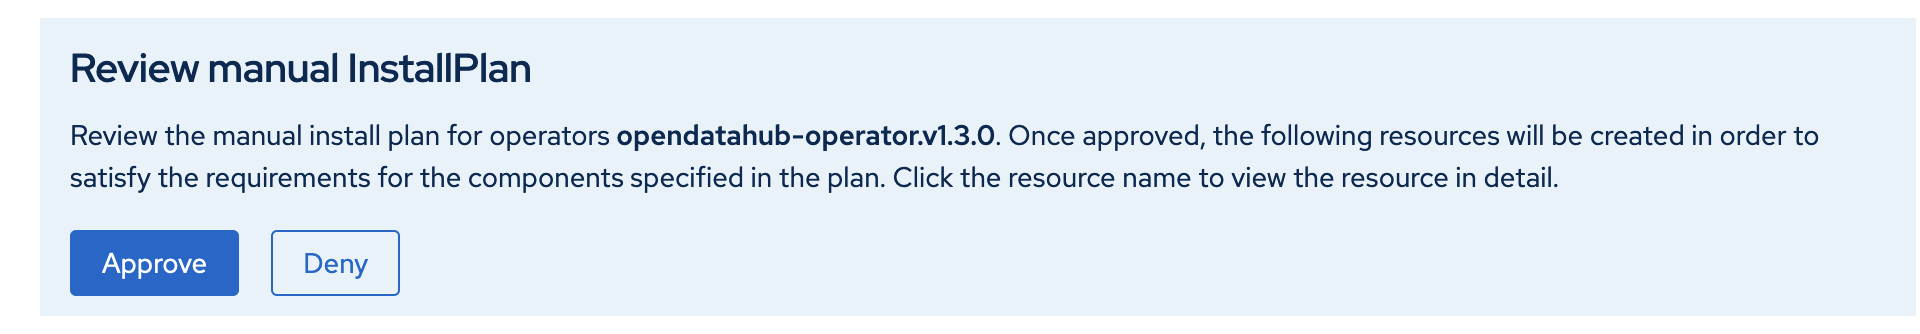 Review manual InstallPlan
Review the manual install plan for operators opendatahub-operator.v1.3.0. Once approved, the following resources will be created in order to
satisfy the requirements for the components specified in the plan. Click the resource name to view the resource in detail.
Approve
Deny